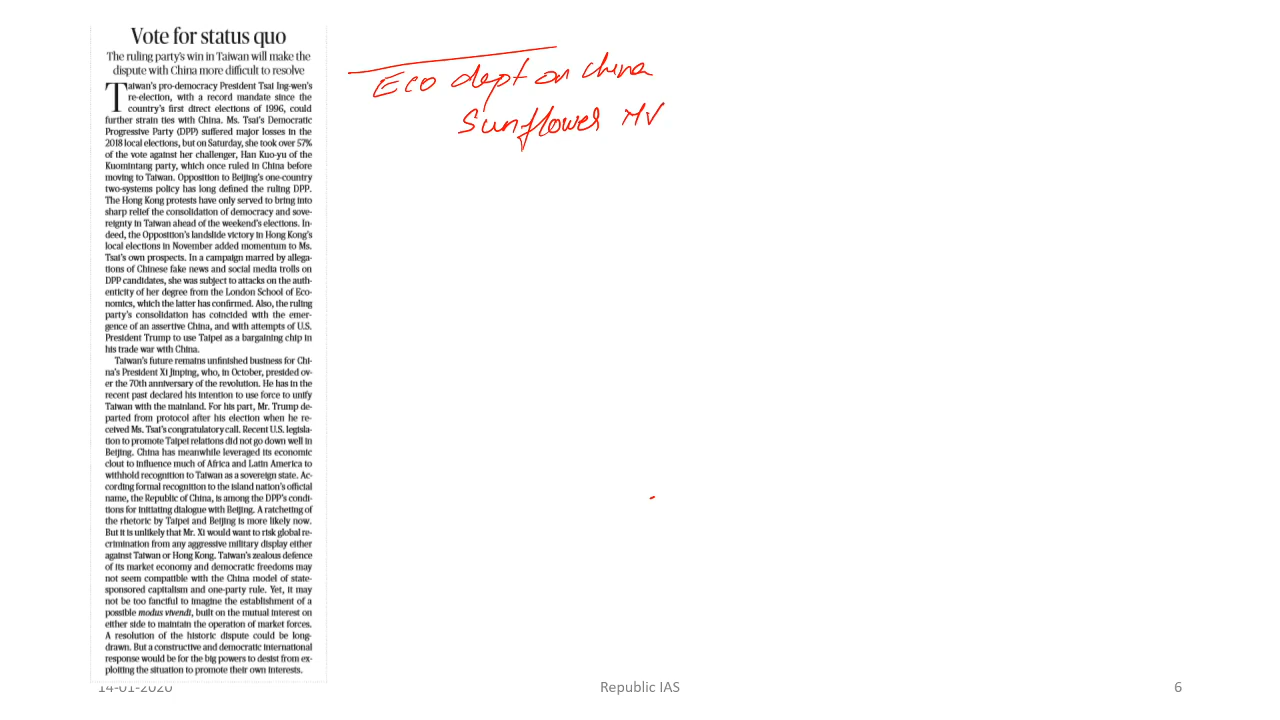 Vote for status quo
The ruling party's win in Taiwan will make the
dispute with China more difficult to resolve
Taiwan's pro-democracy President Tsai Ing-wen's
re-election, with a record mandate since the
country's first direct elections of 1996, could
further strain ties with China. Ms. Tsai's Democratic
Progressive Party (DPP) suffered major losses in the
2018 local elections, but on Saturday, she took over 57%
of the vote against her challenger, Han Kuo-yu of the
Kuomintang party, which once ruled in China before
moving to Taiwan. Opposition to Beijing's one-country
two-systems policy has long defined the ruling DPP.
The Hong Kong protests have only served to bring into
sharp relief the consolidation of democracy and sove-
reignty in Taiwan ahead of the weekend's elections. In-
deed, the Opposition's landslide victory in Hong Kong's
local elections in November added momentum to Ms.
Tsai's own prospects. In a campaign marred by allega-
tions of Chinese fake news and social media trolls on
DPP candidates, she was subject to attacks on the auth-
enticity of her degree from the London School of Eco-
nomics, which the latter has confirmed. Also, the ruling
party's consolidation has coincided with the emer-
gence of an assertive China, and with attempts of U.S.
President Trump to use Taipei as a bargaining chip in
his trade war with China.
Taiwan's future remains unfinished business for Chi-
na's President Xi Jinping, who, in October, presided ov-
er the 70th anniversary of the revolution. He has in the
recent past declared his intention to use force to unify
Taiwan with the mainland. For his part, Mr. Trump de-
parted from protocol after his election when he re-
ceived Ms. Tsai's congratulatory call. Recent U.S. legisla-
tion to promote Taipei relations did not go down well in
Beijing. China has meanwhile leveraged its economic
clout to influence much of Africa and Latin America to
withhold recognition to Taiwan as a sovereign state. Ac-
cording formal recognition to the island nation's official
name, the Republic of China, is among the DPP's condi-
tions for initiating dialogue with Beijing. A ratcheting of
the rhetoric by Taipei and Beijing is more likely now.
But it is unlikely that Mr. Xi would want to risk global re-
crimination from any aggressive military display either
against Taiwan or Hong Kong. Taiwan's zealous defence
of its market economy and democratic freedoms may
not seem compatible with the China model of state-
sponsored capitalism and one-party rule. Yet, it may
not be too fanciful to imagine the establishment of a
possible modus vivendi, built on the mutual interest on
either side to maintain the operation of market forces.
A resolution of the historic dispute could be long-
drawn. But a constructive and democratic international
response would be for the big powers to desist from ex-
ploiting the situation to promote their own interests.
Eco dept on China
Sunflower MV
14-01-2020
Republic IAS
6